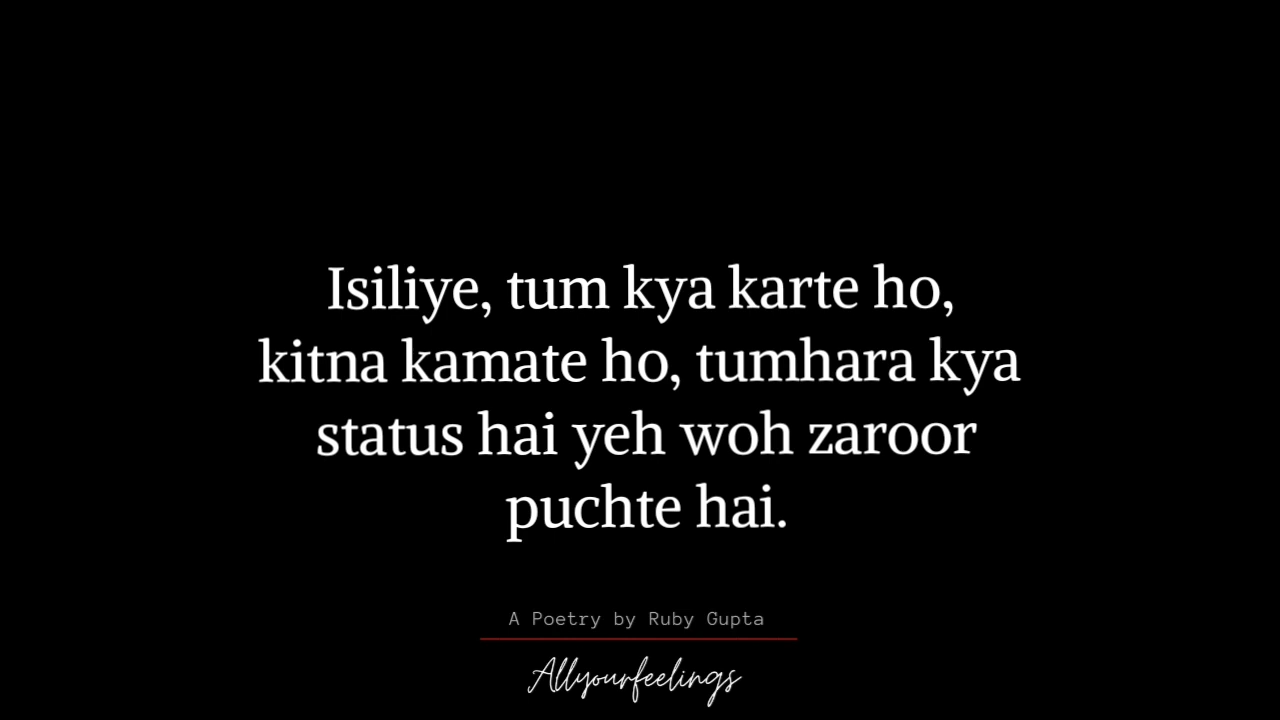 Isiliye, tum kya karte ho,
kitna kamate ho, tumhara kya
status hai yeh woh zaroor
puchte hai.
A Poetry by Ruby Gupta
Allyourfeelings